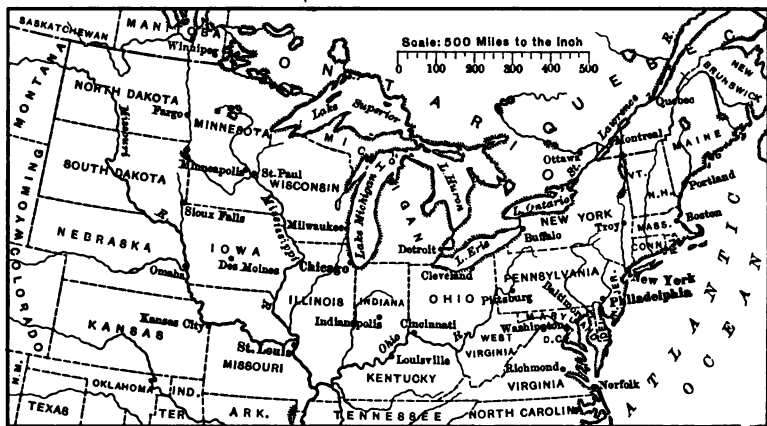 SASKATCHEWAN
MANITOBA
Winnipeg
Scale: 500 Miles to the Inch
0 100 200 300 400 500
ONTARIO
QUEBEC
NEW
BRUNSWICK
MONTANA
NORTH DAKOTA
Fargo
MINNESOTA
Lake Superior
Quebec
St. Lawrence
Montreal
MAINE
Missouri
SOUTH DAKOTA
Minneapolis
St. Paul
WISCONSIN
MICHIGAN
L. Huron
Ottawa
VT.
N.H.
Portland
WYOMING
Sioux Falls
Mississippi
Milwaukee
Lake Michigan
L. Ontario
NEW YORK
Troy
MASS.
Boston
NEBRASKA
R.
IOWA
Des Moines
Chicago
Detroit
L. Erie
Buffalo
CONN.
Omaha
Cleveland
PENNSYLVANIA
New York
Philadelphia
COLORADO
R.
ILLINOIS
INDIANA
OHIO
Pittsburg
Baltimore
N.J.
KANSAS
Kansas City
Indianapolis
Cincinnati
R.
MARYLAND
DEL.
Washington
D.C.
WEST
VIRGINIA
St. Louis
MISSOURI
Ohio
Louisville
Richmond
KENTUCKY
VIRGINIA
Norfolk
N.M.
OKLAHOMA
IND.
TER.
TEXAS
ARK.
TENNESSEE
NORTH CAROLINA
ATLANTIC
OCEAN